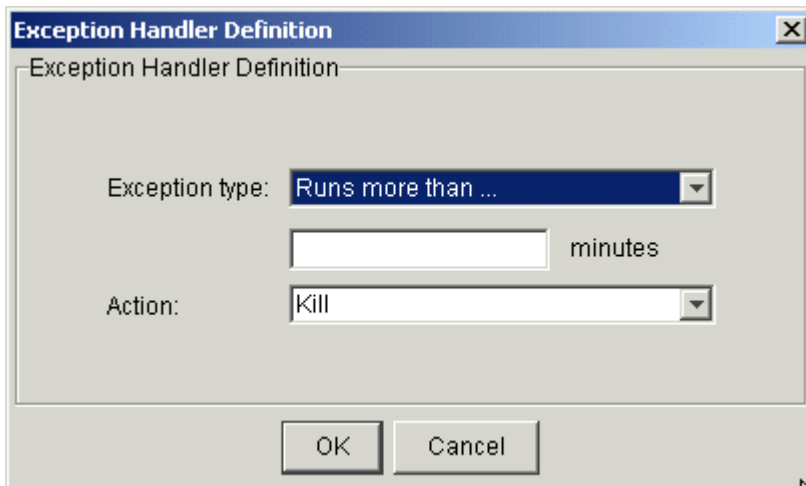 Exception Handler Definition
Exception Handler Definition
Exception type: Runs more than ...
minutes
Action: Kill
OK Cancel